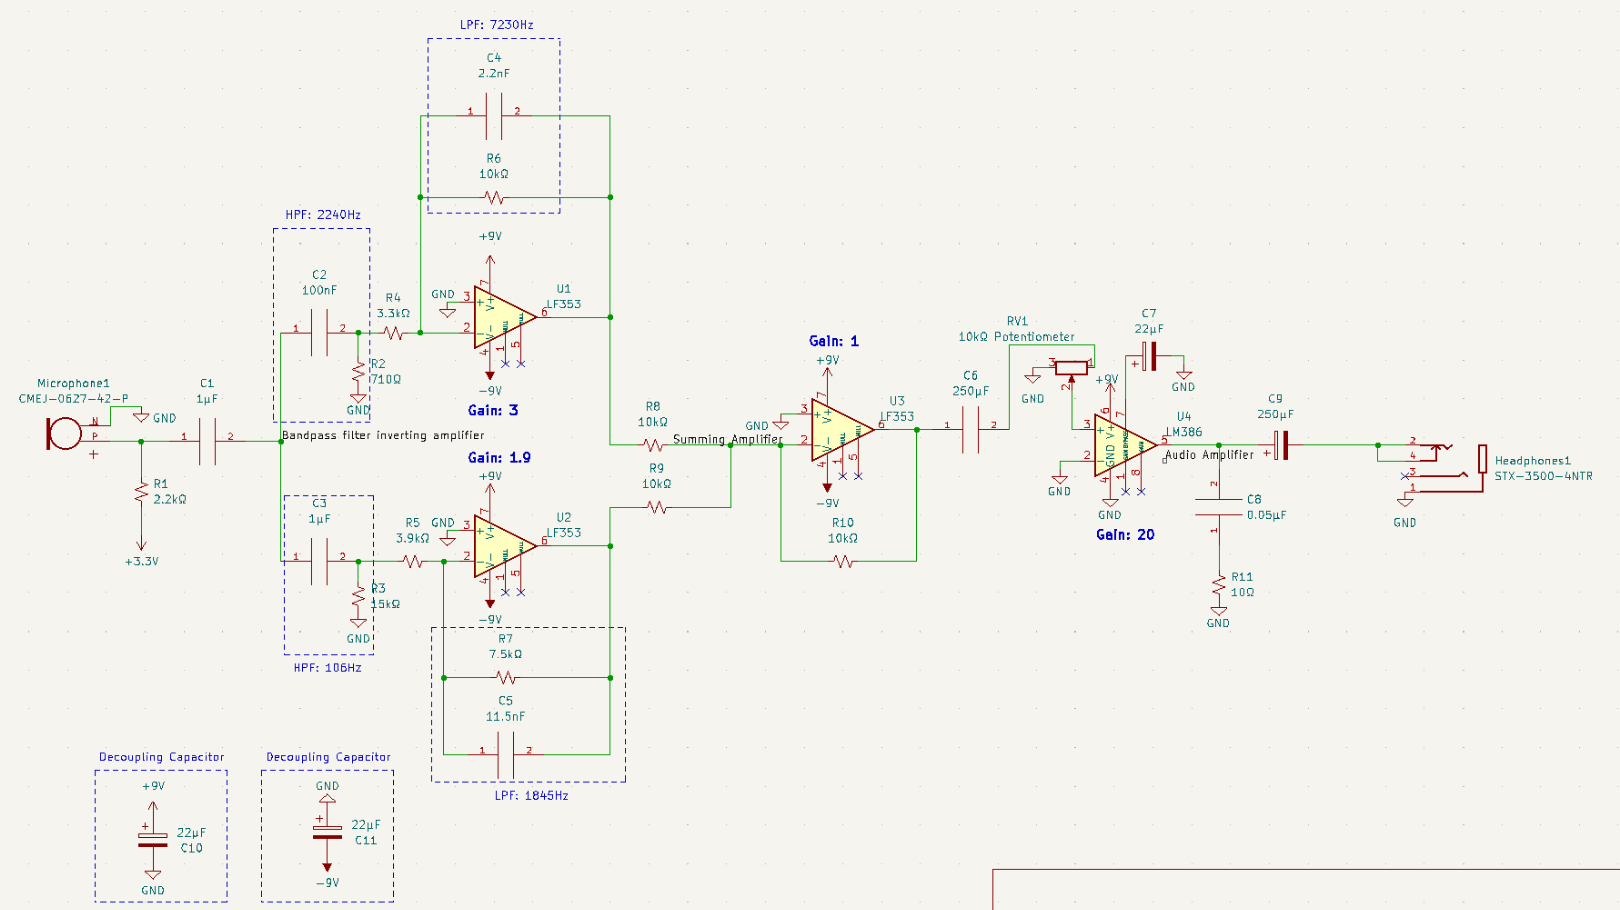 LPF: 7230Hz
C4
2.2nF
1
2
R6
10kΩ
HPF: 2240Hz
C2
100nF
1
2
R4
3.3kΩ
R2
710Ω
GND
+9V
GND
3
2
7
4
1
5
6
+
V+
V-
U1
LF353
-9V
Gain: 3
Microphone1
CMEJ-0627-42-P
N
P
+
GND
C1
1µF
1
2
R1
2.2kΩ
+3.3V
Bandpass filter inverting amplifier
Gain: 1.9
C3
1µF
1
2
R5
3.9kΩ
R3
15kΩ
GND
HPF: 106Hz
+9V
GND
3
2
7
4
1
5
6
+
V+
V-
U2
LF353
-9V
R7
7.5kΩ
C5
11.5nF
1
2
LPF: 1845Hz
R8
10kΩ
Summing Amplifier
R9
10kΩ
Gain: 1
+9V
GND
3
2
7
4
1
5
6
+
V+
V-
U3
LF353
-9V
R10
10kΩ
C6
250µF
1
2
RV1
10kΩ Potentiometer
3
1
2
GND
+9V
C7
22µF
+
GND
U4
LM386
3
2
6
7
4
1
8
5
+
GND
V+
GND
GND
Audio Amplifier
Gain: 20
C9
250µF
+
C8
0.05µF
2
1
R11
10Ω
GND
2
4
3
1
Headphones1
STX-3500-4NTR
GND
Decoupling Capacitor
+9V
+
22µF
C10
GND
Decoupling Capacitor
GND
+
22µF
C11
-9V